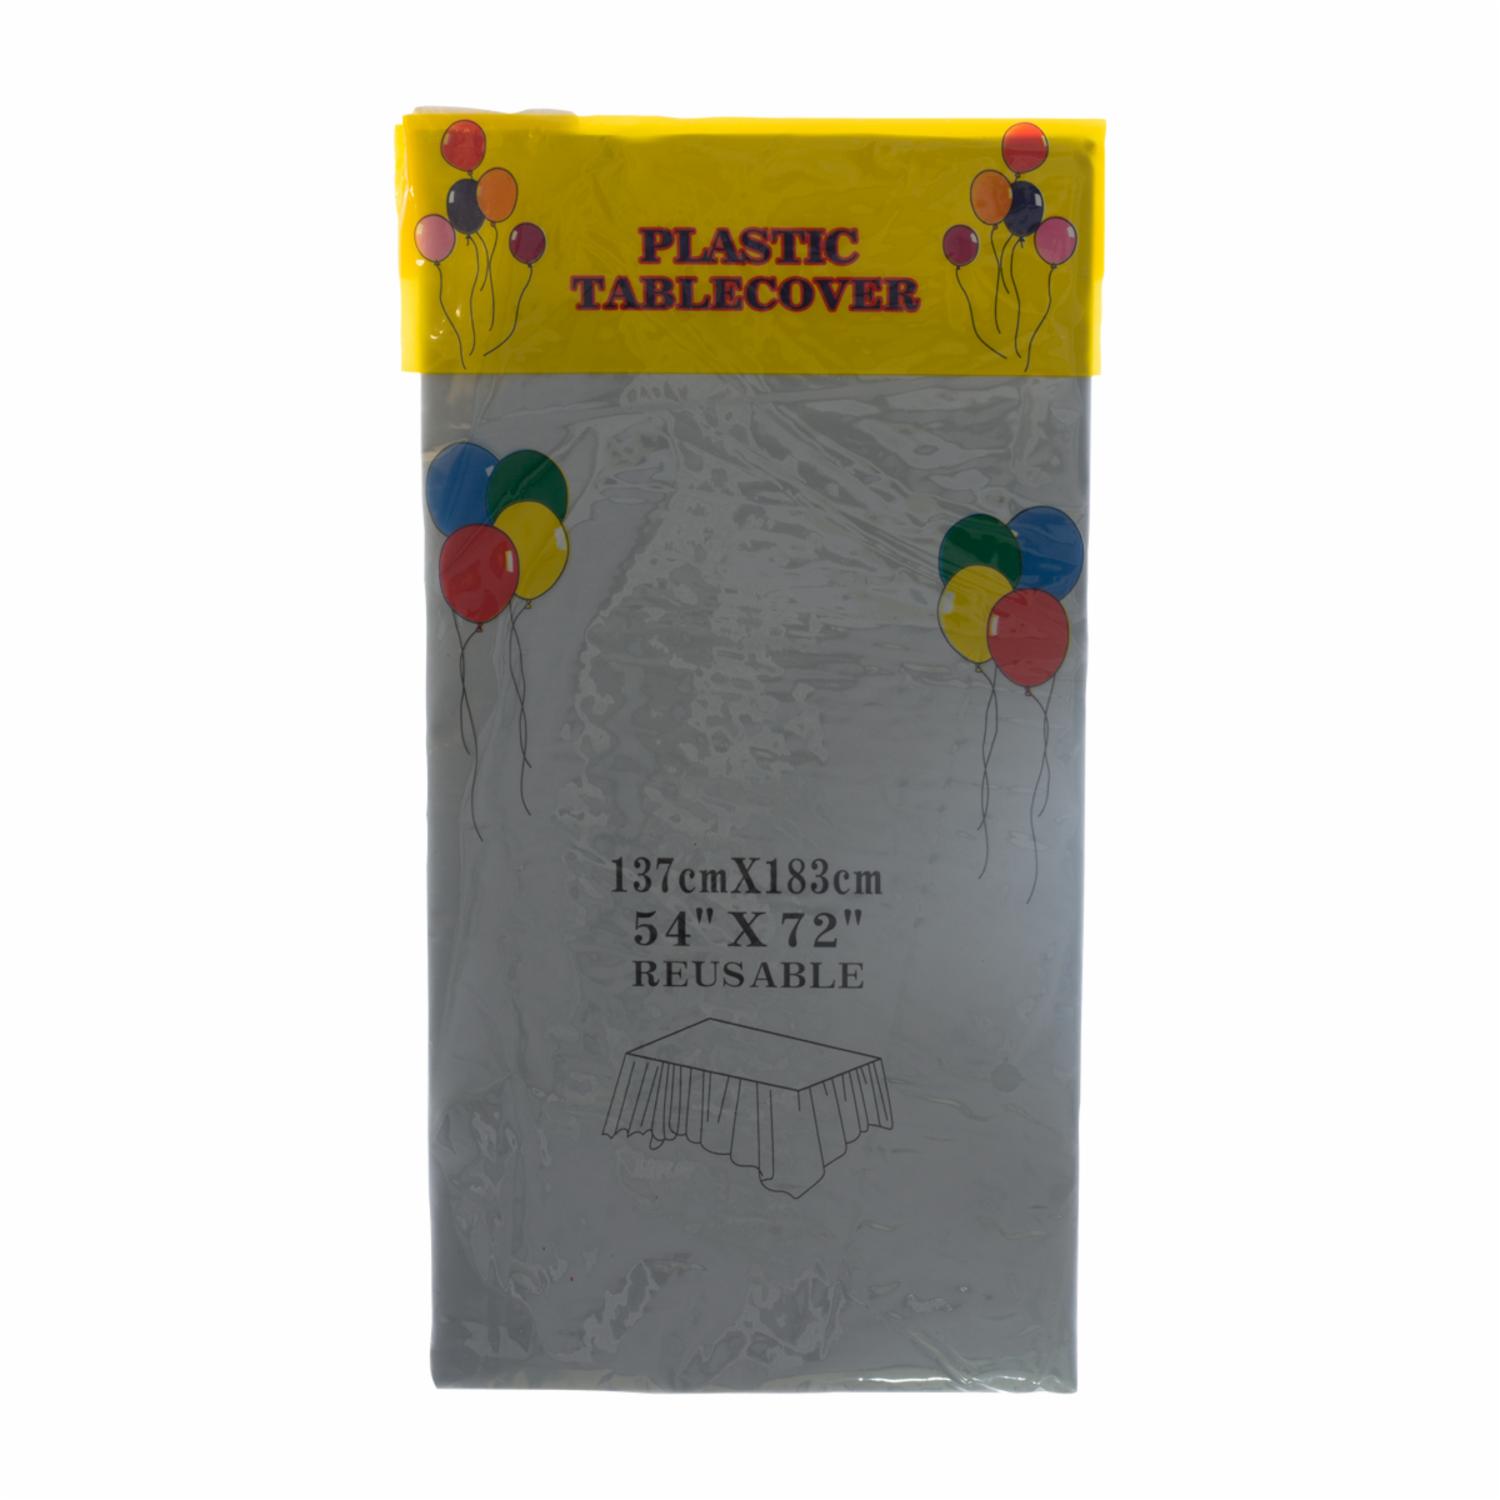 PLASTIC
TABLECOVER
137cmX183cm
54" X 72"
REUSABLE